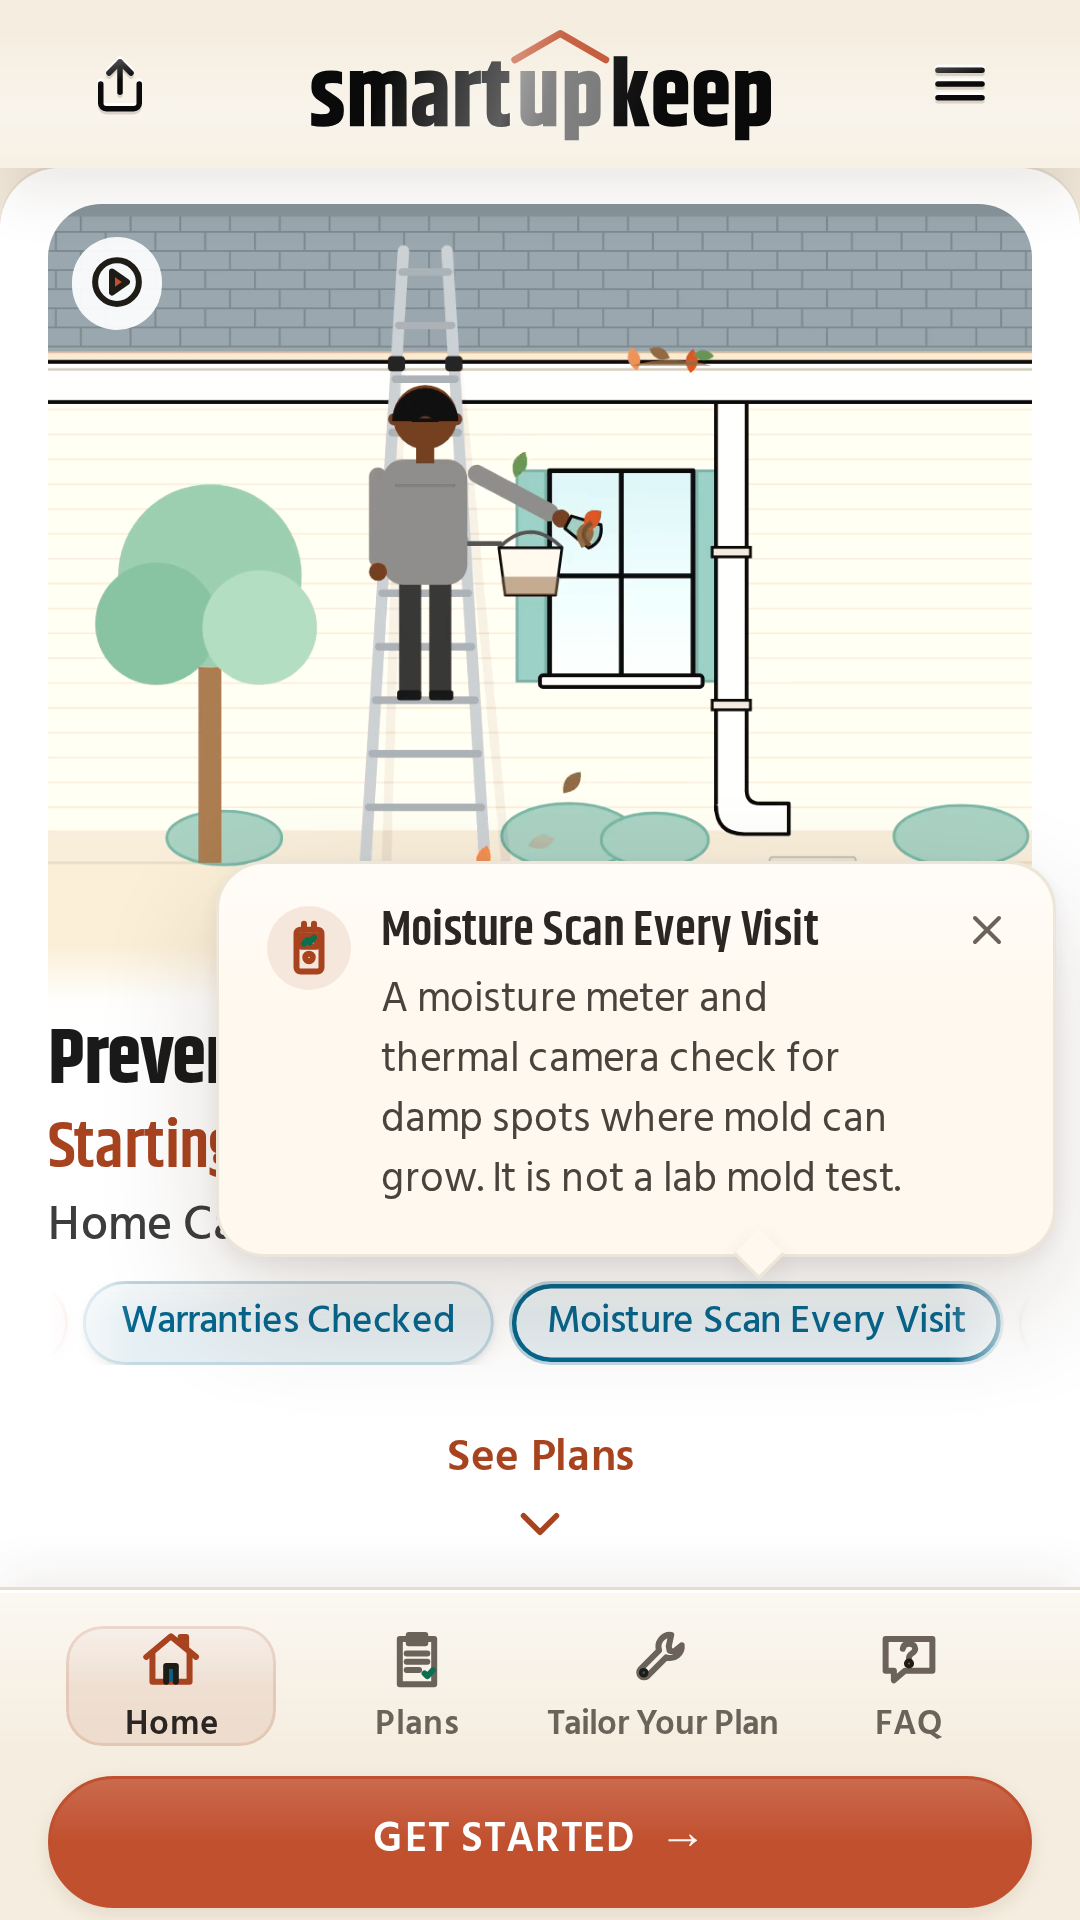 smartupkeep
Moisture Scan Every Visit
A moisture meter and
thermal camera check for
damp spots where mold can
grow. It is not a lab mold test.
Starting
Home
Warranties Checked
Moisture Scan Every Visit
See Plans
Home
Plans
Tailor Your Plan
FAQ
GET STARTED →